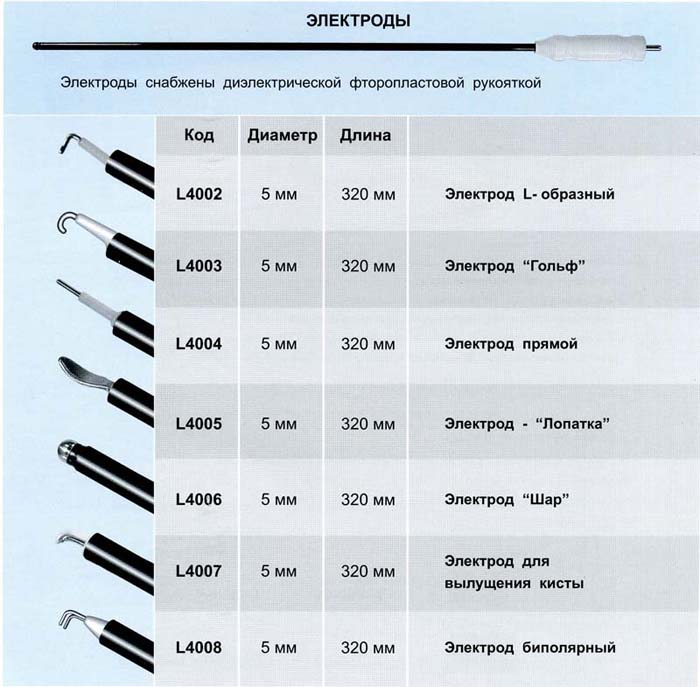 ЭЛЕКТРОДЫ
Электроды снабжены диэлектрической фторопластовой рукояткой
Код Диаметр Длина
L4002 5 мм 320 мм Электрод L- образный
L4003 5 мм 320 мм Электрод “Гольф”
L4004 5 мм 320 мм Электрод прямой
L4005 5 мм 320 мм Электрод - “Лопатка”
L4006 5 мм 320 мм Электрод “Шар”
L4007 5 мм 320 мм Электрод для
вылущения кисты
L4008 5 мм 320 мм Электрод биполярный